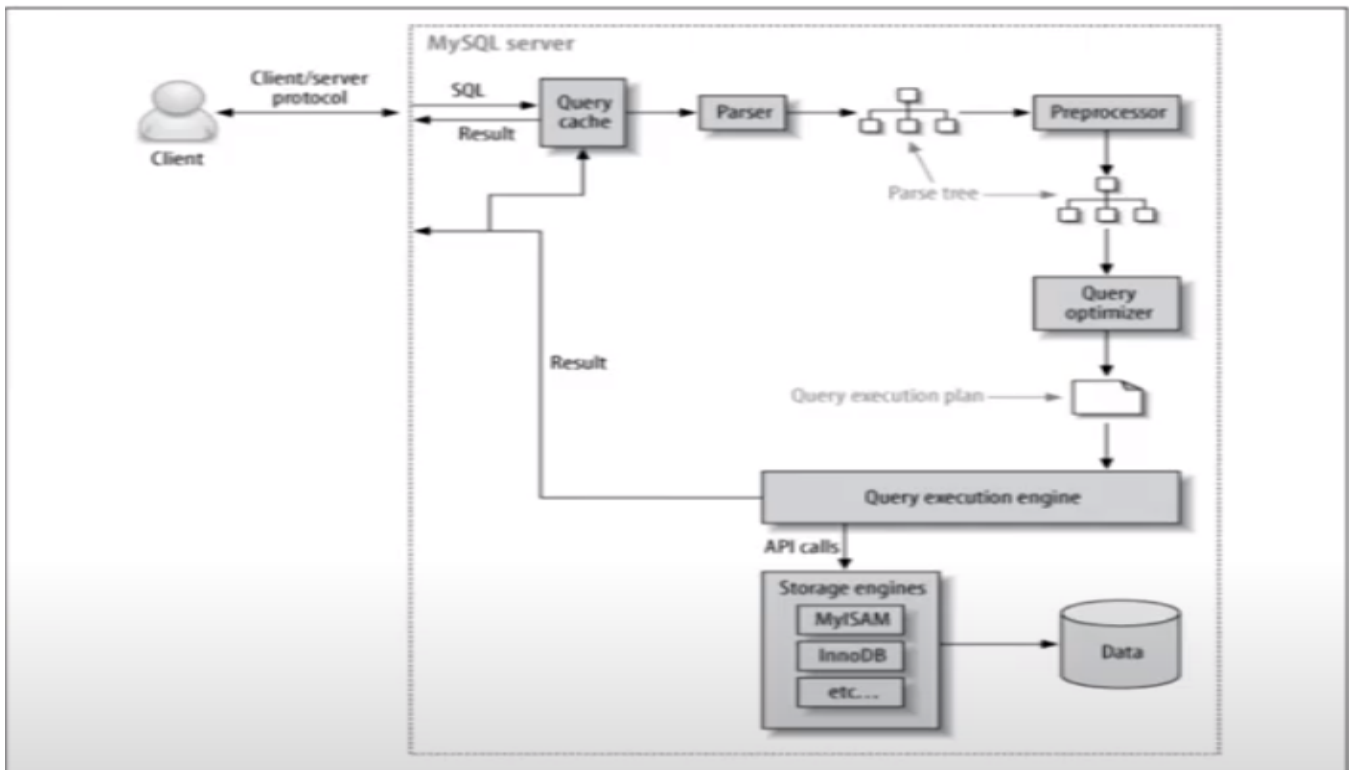 MySQL server
Client/server
protocol
Client
SQL
Result
Query
cache
Parser
Preprocessor
Parse tree
Query
optimizer
Result
Query execution plan
Query execution engine
API calls
Storage engines
MyISAM
InnoDB
etc...
Data